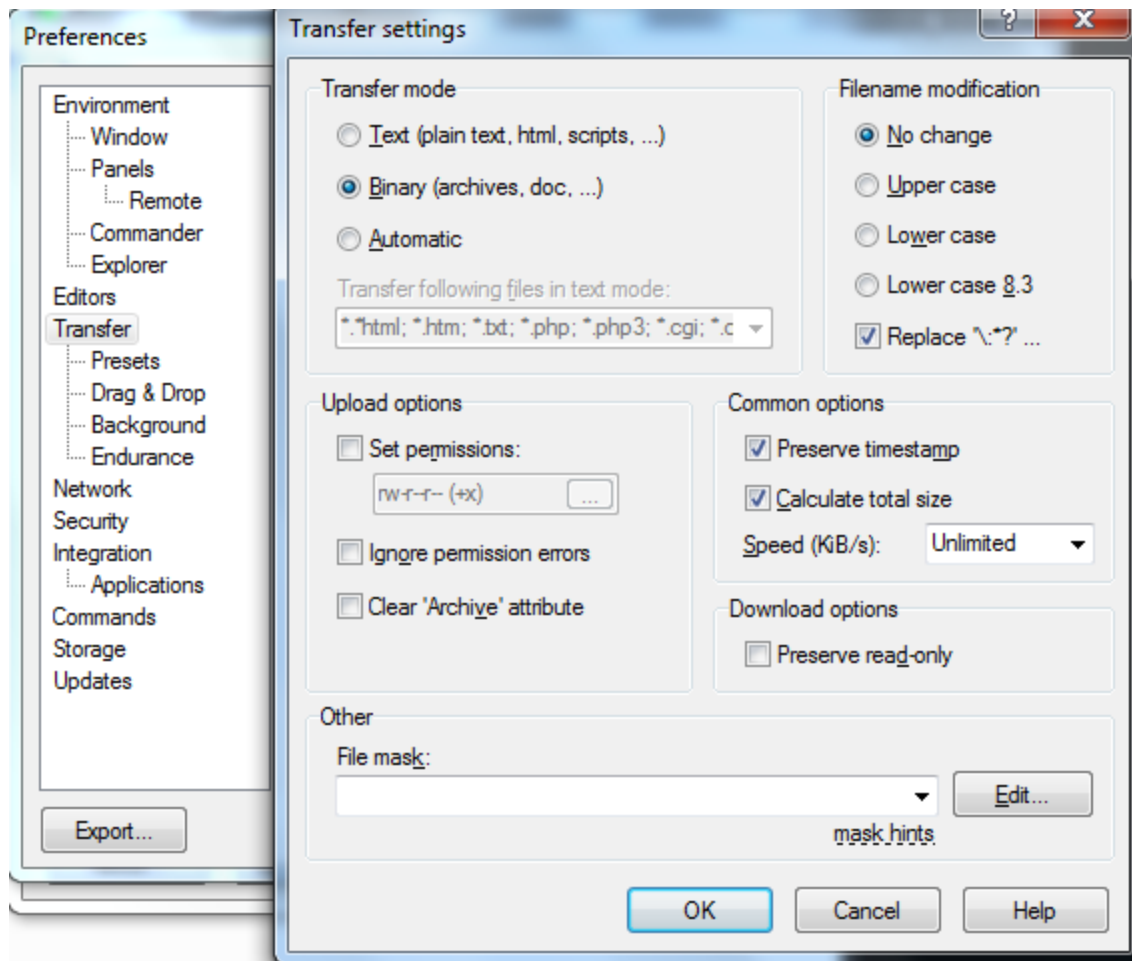 Preferences
Environment
Window
Panels
Remote
Commander
Explorer
Editors
Transfer
Presets
Drag & Drop
Background
Endurance
Network
Security
Integration
Applications
Commands
Storage
Updates
Export...
Transfer settings
Transfer mode
Text (plain text, html, scripts, ...)
Binary (archives, doc, ...)
Automatic
Transfer following files in text mode:
*.*html; *.htm; *.txt; *.php; *.php3; *.cgi; *.c
Filename modification
No change
Upper case
Lower case
Lower case 8.3
Replace '\:*?' ...
Upload options
Set permissions:
rw-r--r-- (+x)
...
Ignore permission errors
Clear 'Archive' attribute
Common options
Preserve timestamp
Calculate total size
Speed (KiB/s):
Unlimited
Download options
Preserve read-only
Other
File mask:
Edit...
mask hints
OK
Cancel
Help